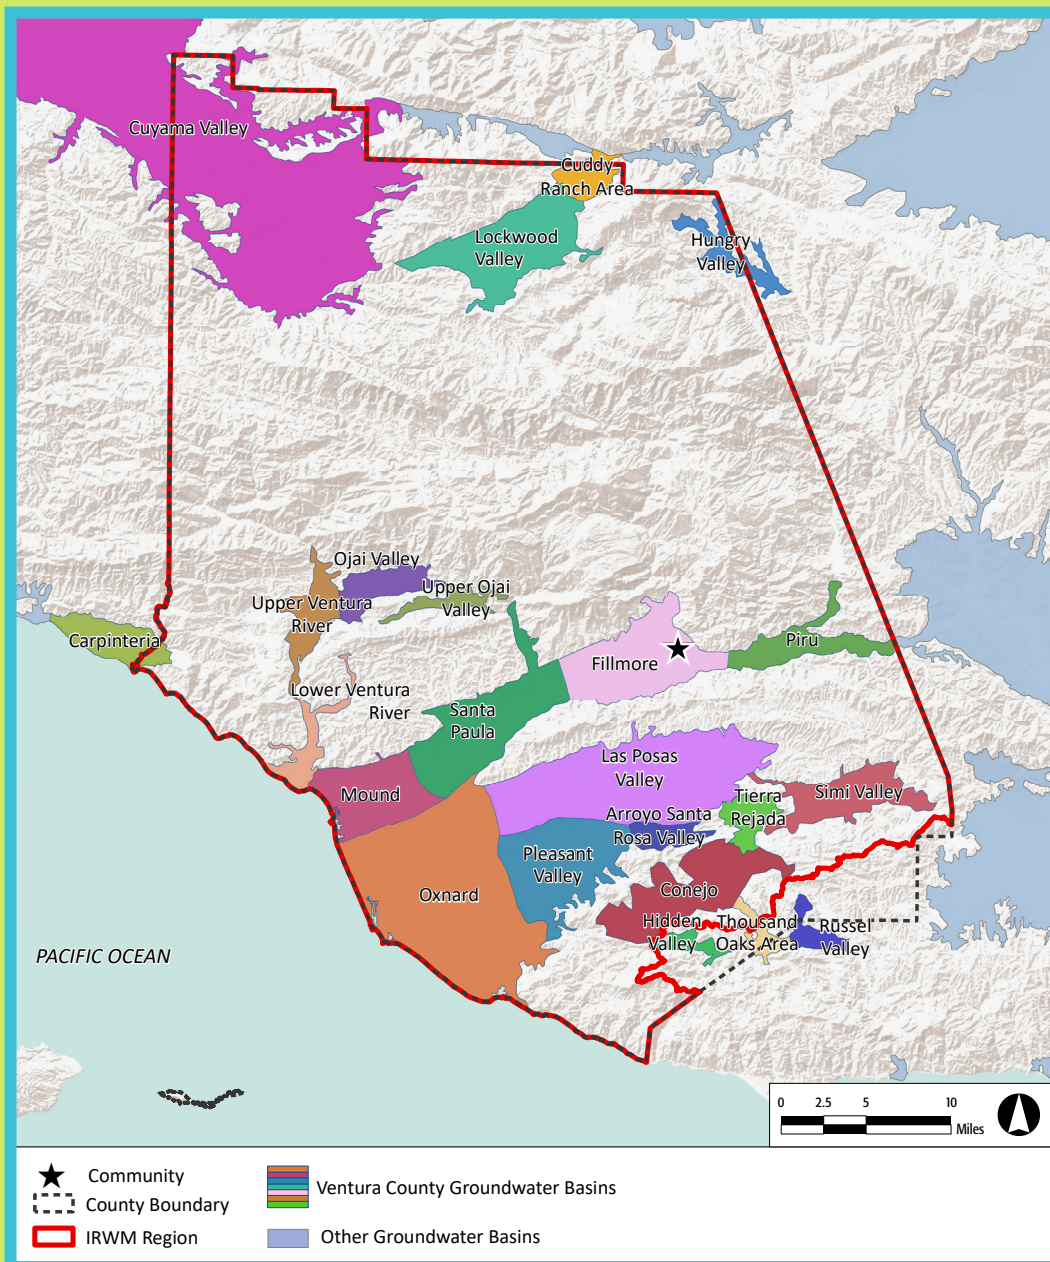 Cuyama Valley
Cuddy
Ranch Area
Lockwood
Valley
Hungry
Valley
Ojai Valley
Upper Ojai
Valley
Upper Ventura
River
Carpinteria
Piru
Fillmore
Lower Ventura
River
Santa
Paula
Las Posas
Valley
Mound
Simi Valley
Tierra
Rejada
Arroyo Santa
Rosa Valley
Pleasant
Valley
Oxnard
Conejo
Hidden
Valley
Thousand
Oaks Area
Russel
Valley
PACIFIC OCEAN
0 2.5 5 10
Miles
Community
County Boundary
IRWM Region
Ventura County Groundwater Basins
Other Groundwater Basins